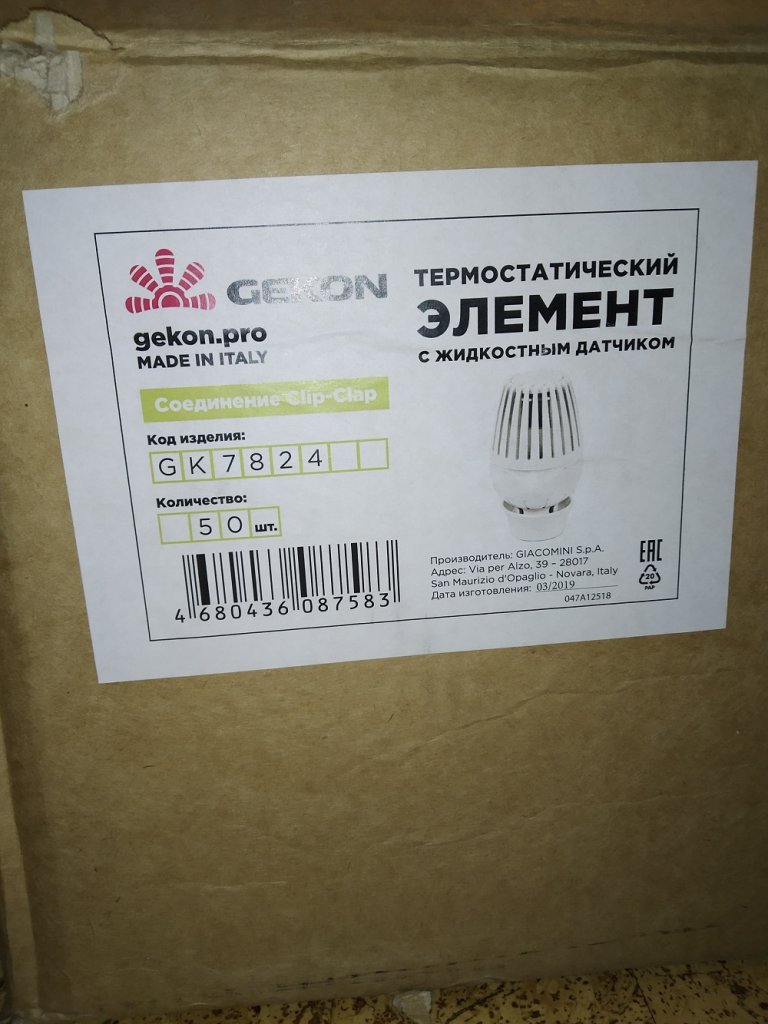 GEKON
gekon.pro
MADE IN ITALY
Соединение Clip-Clap
Код изделия:
GK7824
Количество:
50 шт.
4 680436 087583
ТЕРМОСТАТИЧЕСКИЙ
ЭЛЕМЕНТ
С ЖИДКОСТНЫМ ДАТЧИКОМ
Производитель: GIACOMINI S.p.A.
Адрес: Via per Alzo, 39 – 28017
San Maurizio d'Opaglio - Novara, Italy
Дата изготовления: 03/2019
047A12518
EAC
20
PAP